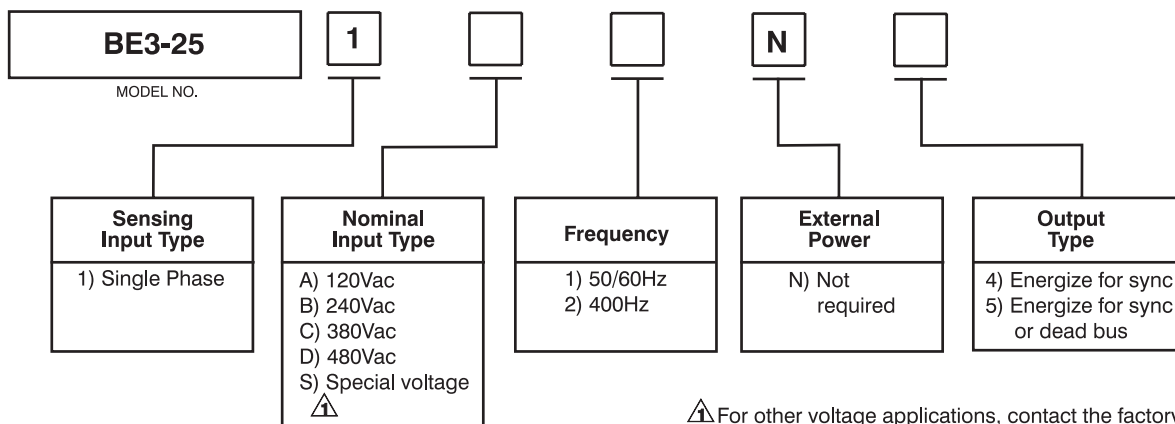 BE3-25
1
N
MODEL NO.
Sensing
Input Type
1) Single Phase
Nominal
Input Type
A) 120Vac
B) 240Vac
C) 380Vac
D) 480Vac
S) Special voltage
1
Frequency
1) 50/60Hz
2) 400Hz
External
Power
N) Not
required
Output
Type
4) Energize for sync
5) Energize for sync
or dead bus
1 For other voltage applications, contact the factory